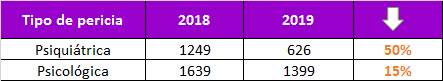 Tipo de pericia 2018 2019
Psiquiátrica 1249 626 50%
Psicológica 1639 1399 15%